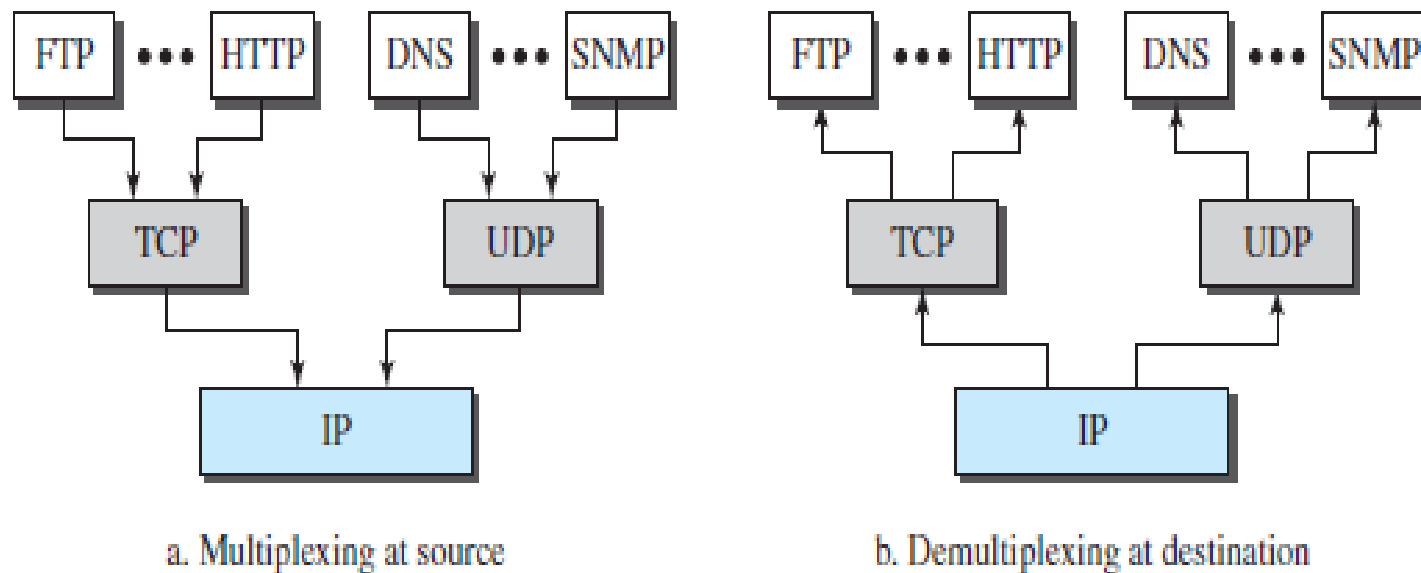 FTP ••• HTTP DNS ••• SNMP FTP ••• HTTP DNS ••• SNMP
TCP UDP TCP UDP
IP IP
a. Multiplexing at source b. Demultiplexing at destination